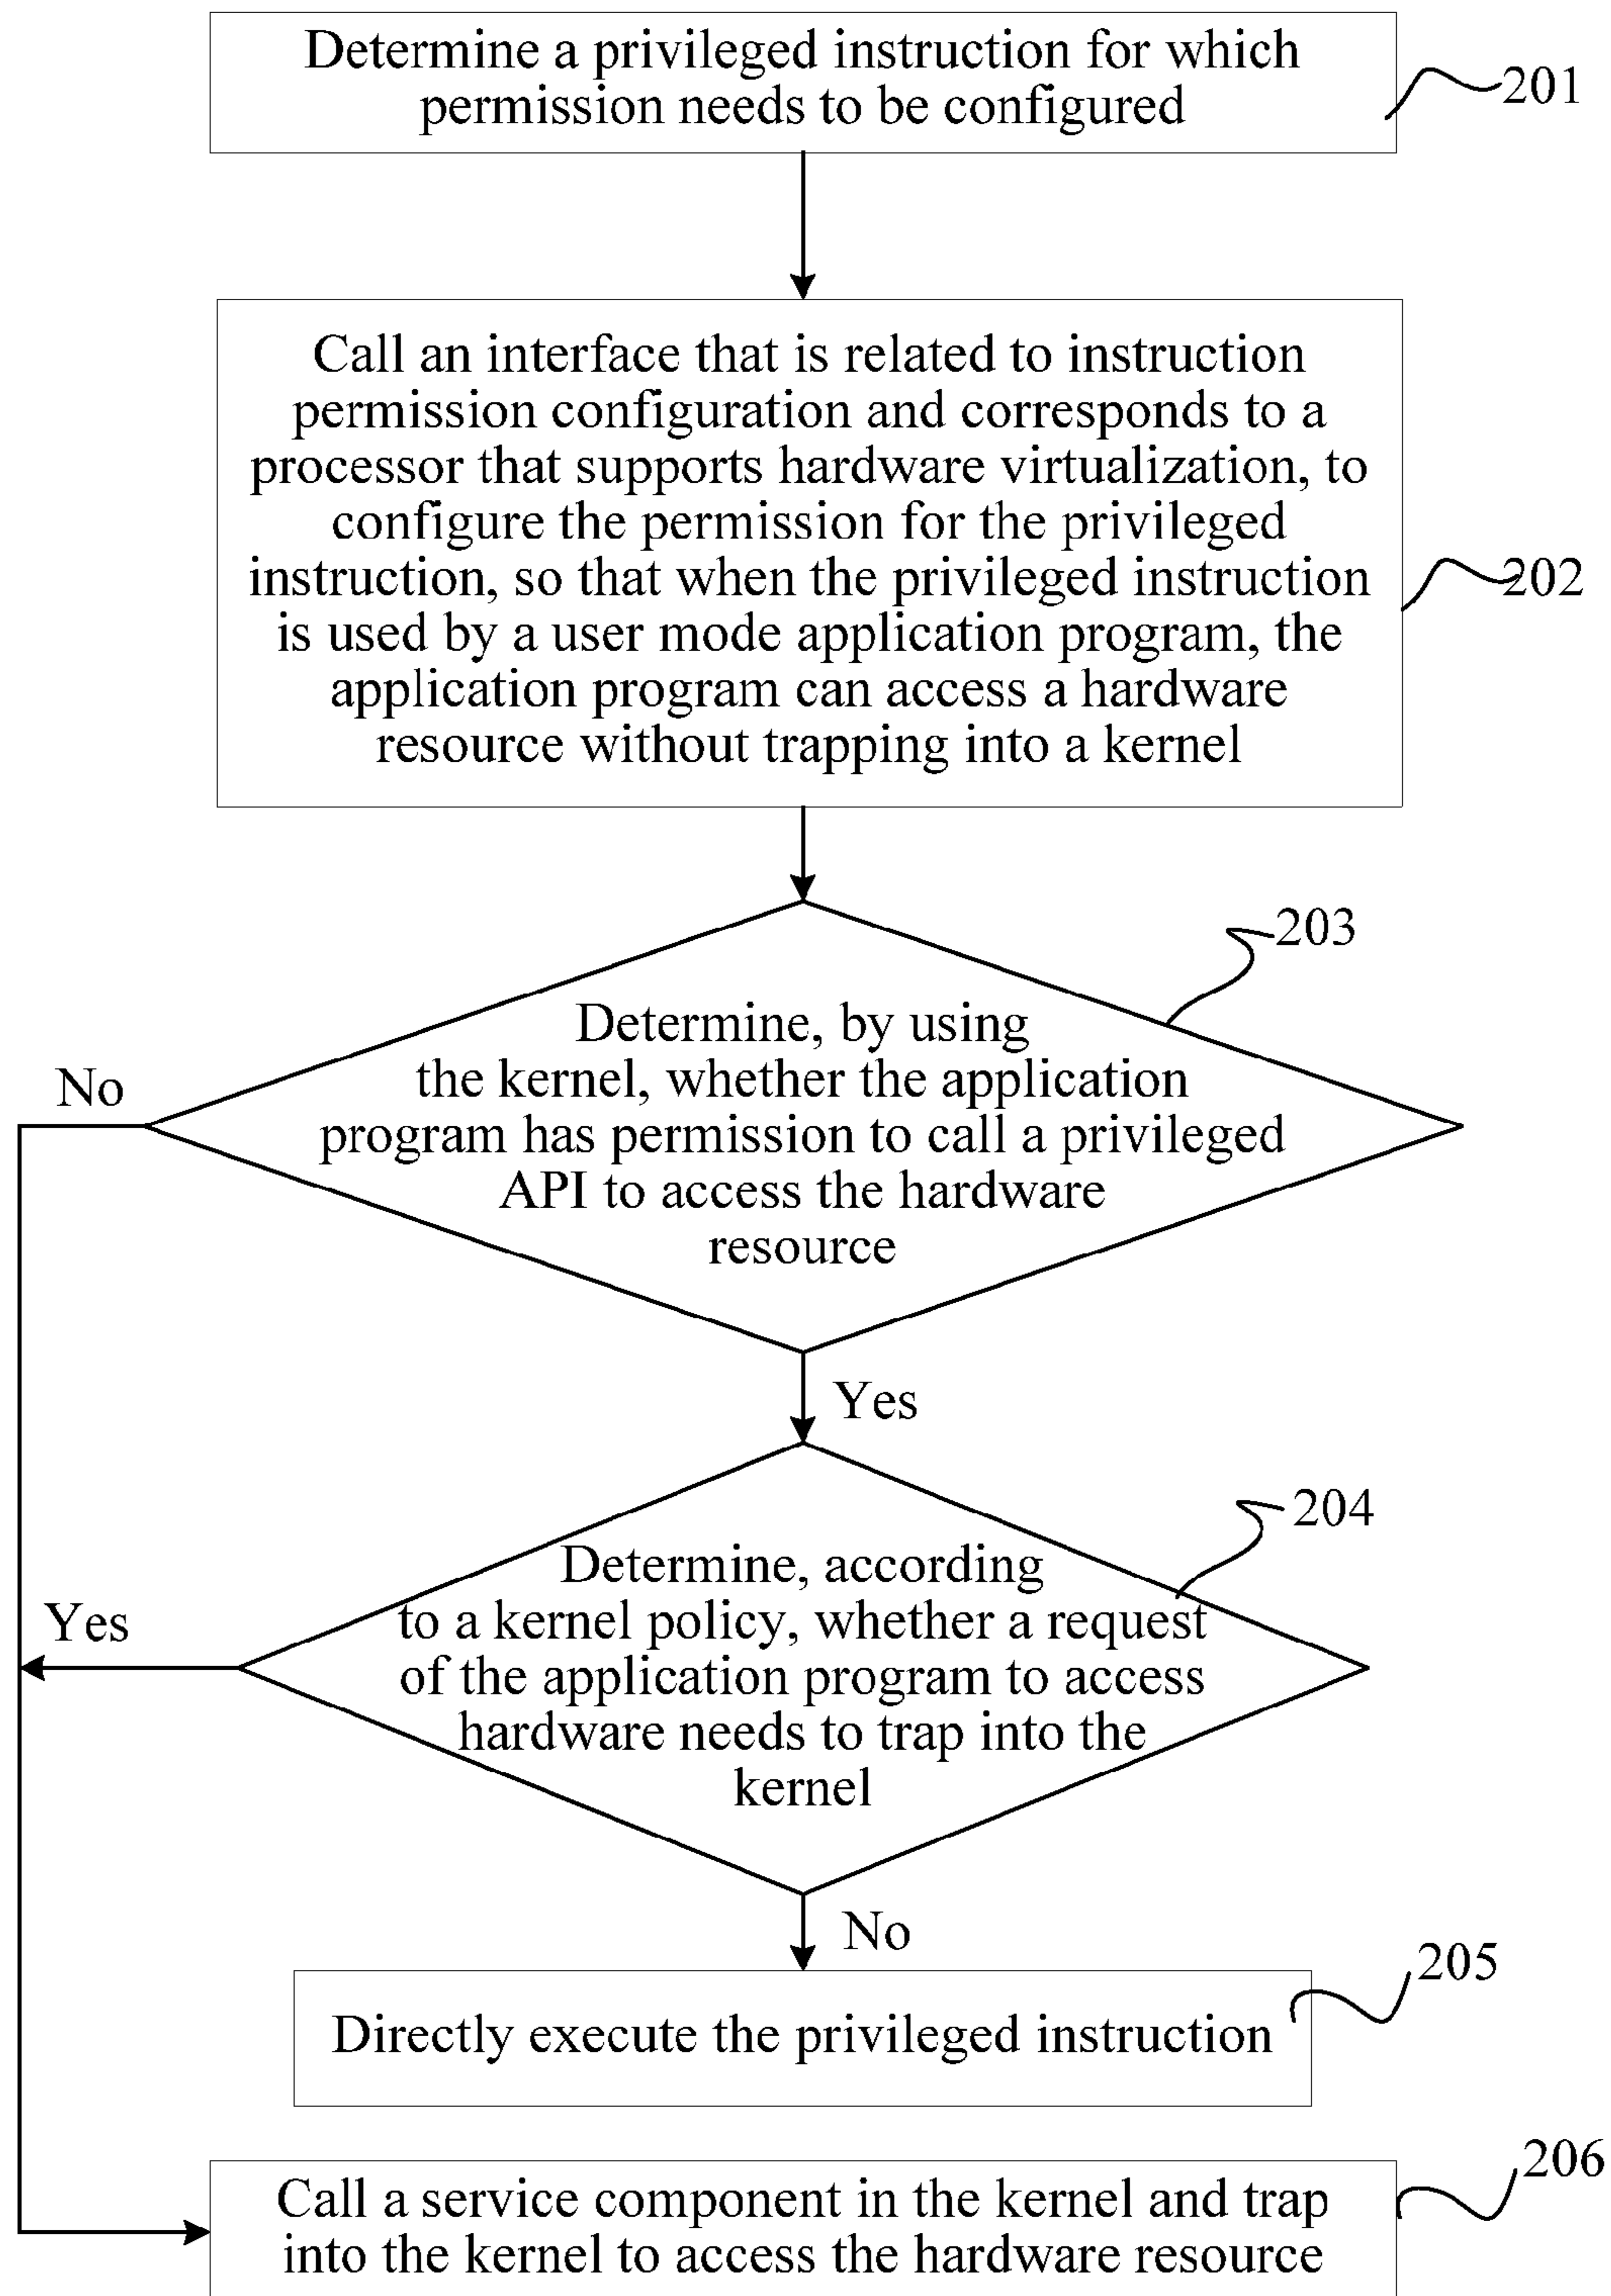 Determine a privileged instruction for which
permission needs to be configured
201
Call an interface that is related to instruction
permission configuration and corresponds to a
processor that supports hardware virtualization, to
configure the permission for the privileged
instruction, so that when the privileged instruction
is used by a user mode application program, the
application program can access a hardware
resource without trapping into a kernel
202
203
Determine, by using
the kernel, whether the application
program has permission to call a privileged
API to access the hardware
resource
No
Yes
204
Determine, according
to a kernel policy, whether a request
of the application program to access
hardware needs to trap into the
kernel
Yes
No
205
Directly execute the privileged instruction
206
Call a service component in the kernel and trap
into the kernel to access the hardware resource